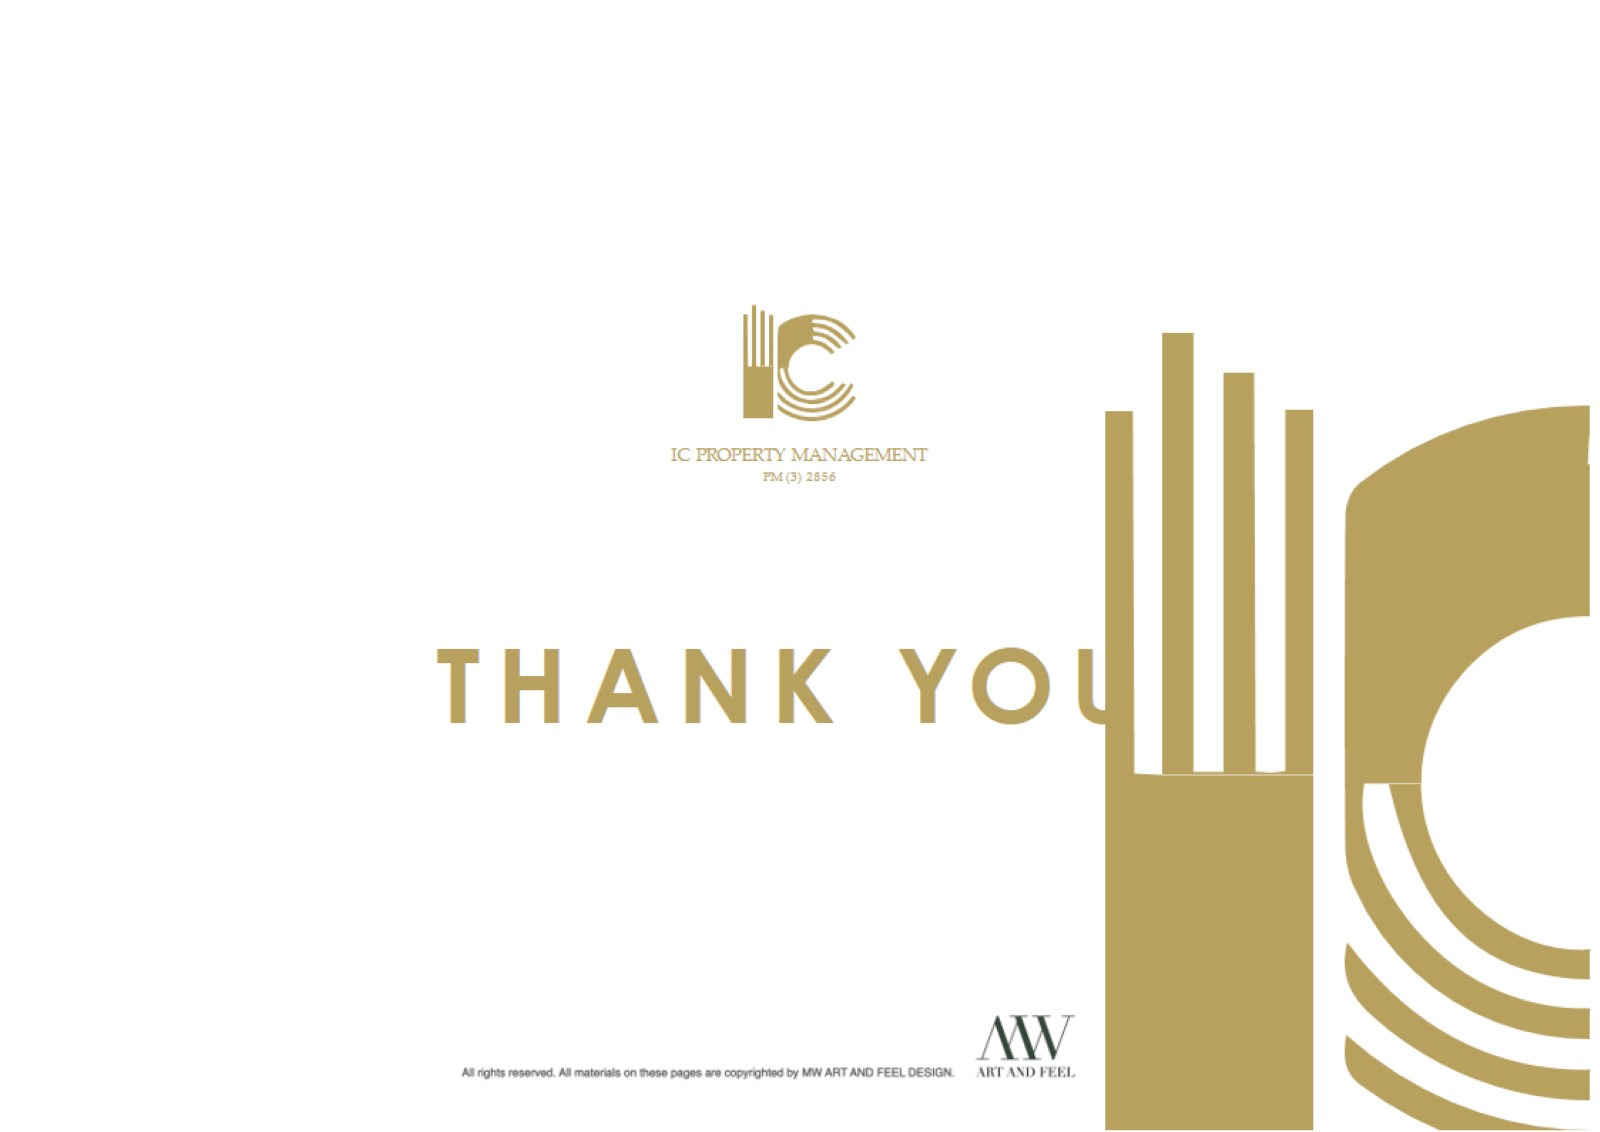 IC PROPERTY MANAGEMENT
PM (3) 2856
THANK YOU
All rights reserved. All materials on these pages are copyrighted by MW ART AND FEEL DESIGN.
MW
ART AND FEEL